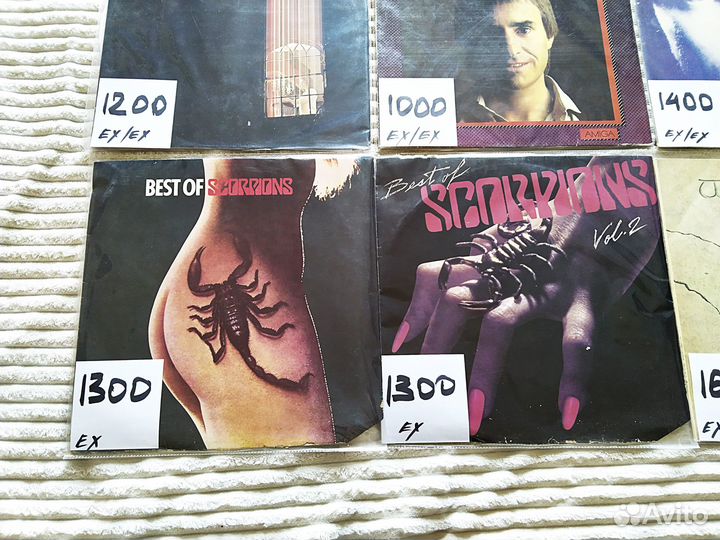 1200
EX/EX
1000
EX/EX
AMIGA
1400
EX/EX
BEST OF SCORPIONS
Best of
SCORPIONS
Vol. 2
1300
EX
1300
EX
Avito